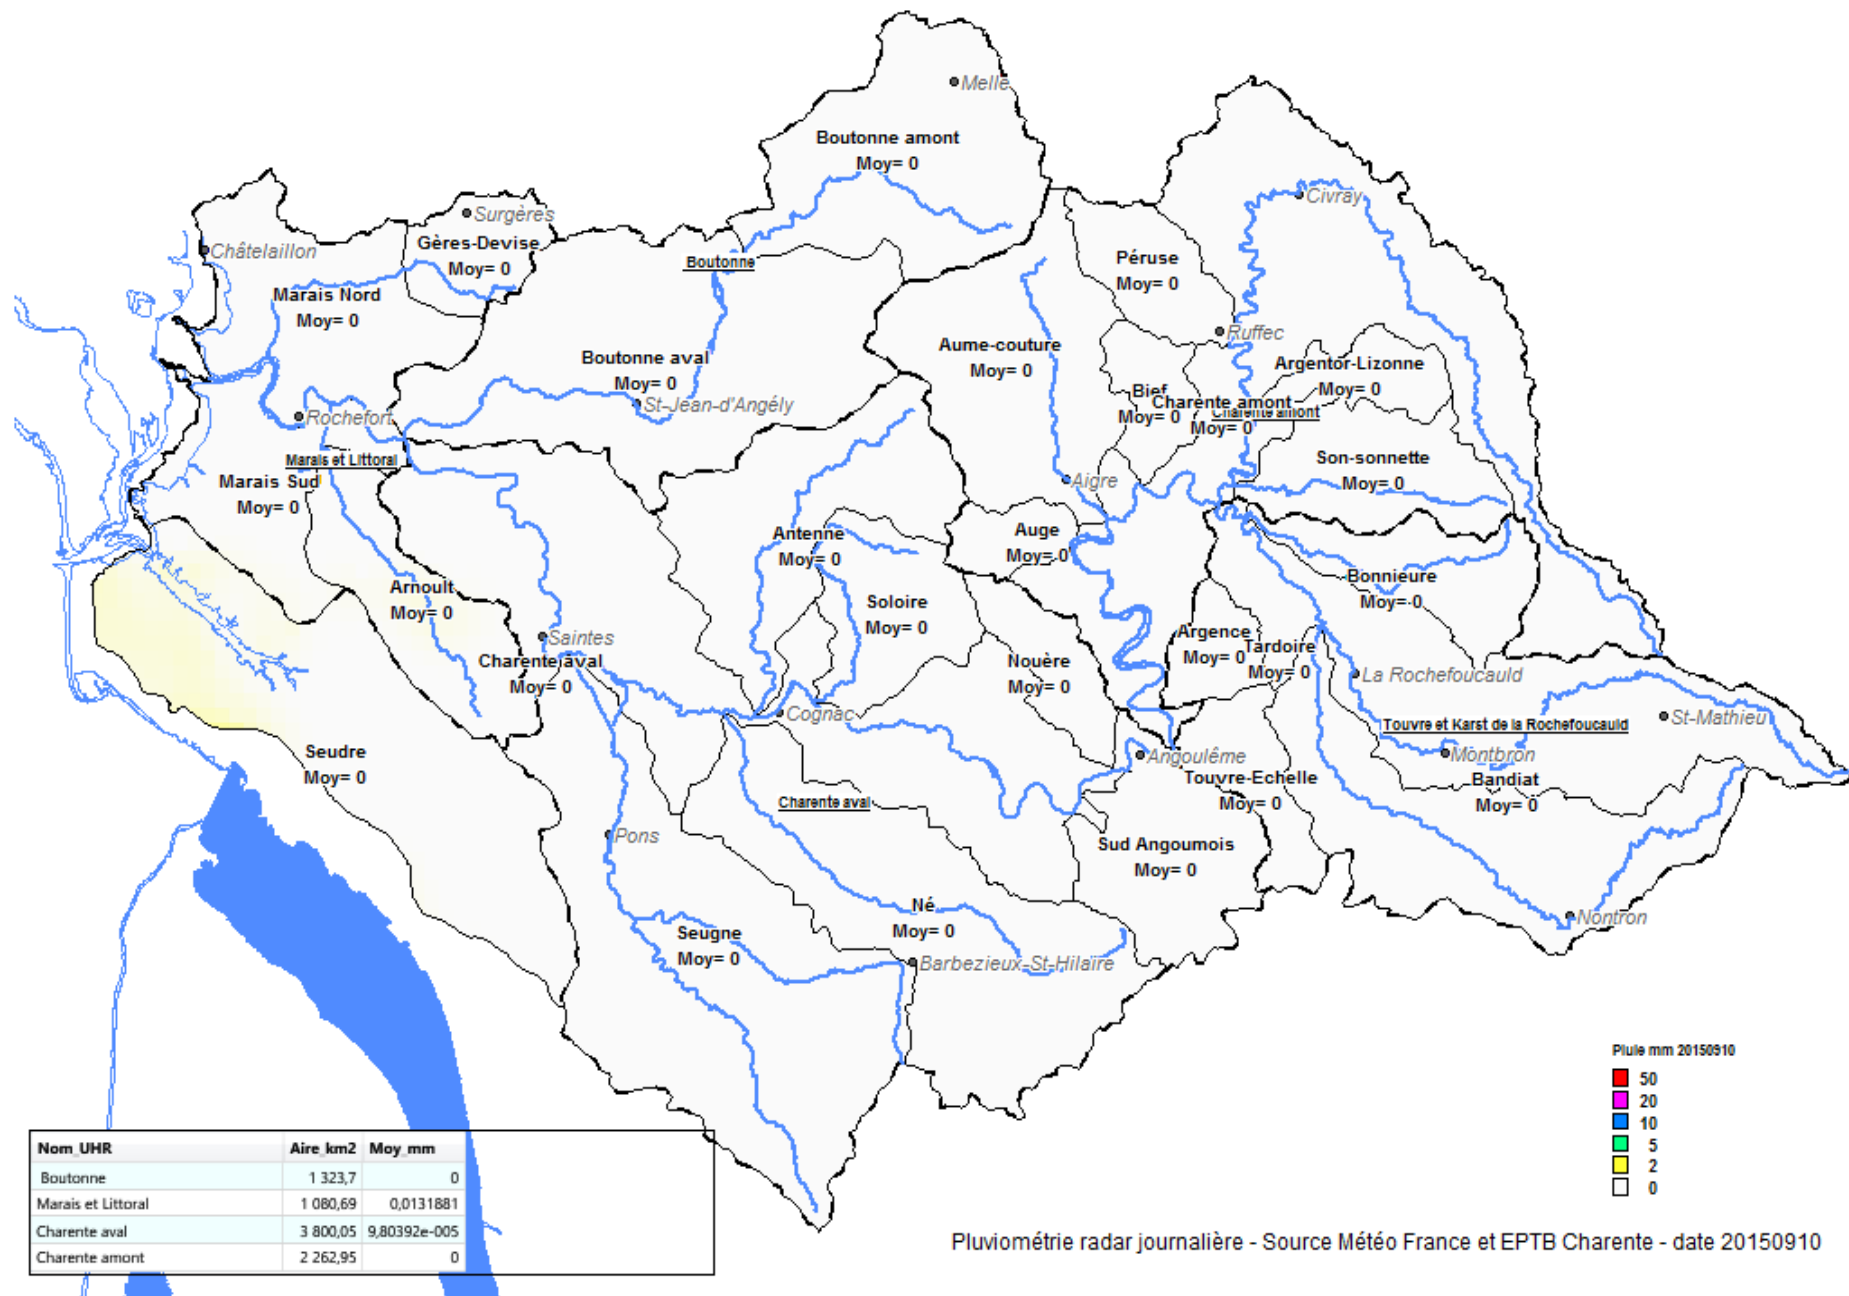 Melle
Boutonne amont
Moy= 0
Civray
Surgères
Châtelaillon
Gères-Devise
Moy= 0
Boutonne
Péruse
Moy= 0
Marais Nord
Moy= 0
Ruffec
Aume-couture
Moy= 0
Boutonne aval
Moy= 0
Argentor-Lizonne
Moy= 0
Bief
Moy= 0
Charente amont
Charente amont
Moy= 0
St-Jean-d'Angély
Rochefort
Marais et Littoral
Son-sonnette
Moy= 0
Marais Sud
Moy= 0
Aigre
Antenne
Moy= 0
Auge
Moy= 0
Bonnieure
Moy= 0
Arnoult
Moy= 0
Soloire
Moy= 0
Saintes
Argence
Moy= 0
Tardoire
Moy= 0
Charente aval
Moy= 0
Nouère
Moy= 0
La Rochefoucauld
Cognac
St-Mathieu
Touvre et Karst de la Rochefoucauld
Seudre
Moy= 0
Angoulême
Montbron
Touvre-Echelle
Moy= 0
Bandiat
Moy= 0
Charente aval
Pons
Sud Angoumois
Moy= 0
Né
Moy= 0
Nontron
Seugne
Moy= 0
Barbezieux-St-Hilaire
Pluie mm 20150910
50
20
10
5
2
0
Nom_UHR Aire_km2 Moy_mm
Boutonne 1 323,7 0
Marais et Littoral 1 080,69 0,0131881
Charente aval 3 800,05 9,80392e-005
Charente amont 2 262,95 0
Pluviométrie radar journalière - Source Météo France et EPTB Charente - date 20150910